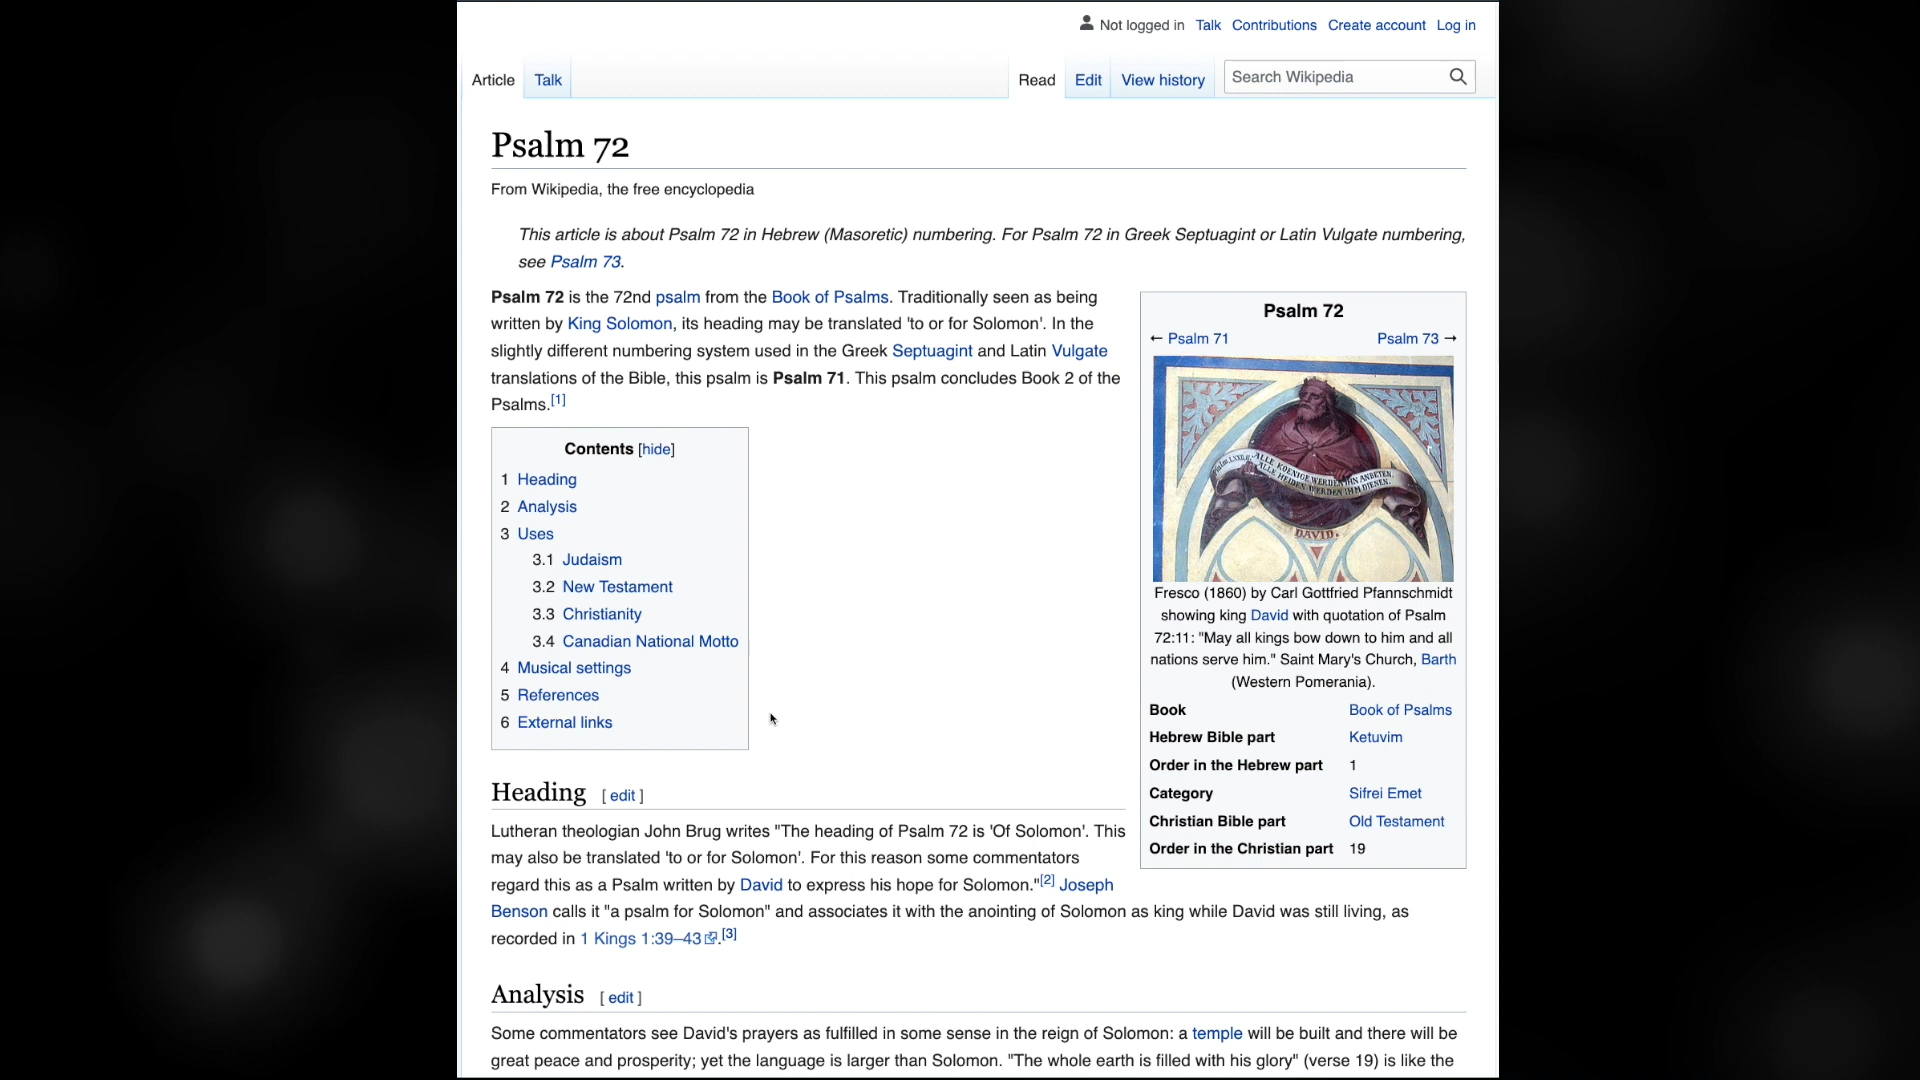 Not logged in Talk Contributions Create account Log in
Article Talk Read Edit View history Search Wikipedia
Psalm 72
From Wikipedia, the free encyclopedia
This article is about Psalm 72 in Hebrew (Masoretic) numbering. For Psalm 72 in Greek Septuagint or Latin Vulgate numbering,
see Psalm 73.
Psalm 72 is the 72nd psalm from the Book of Psalms. Traditionally seen as being
written by King Solomon, its heading may be translated 'to or for Solomon'. In the
slightly different numbering system used in the Greek Septuagint and Latin Vulgate
translations of the Bible, this psalm is Psalm 71. This psalm concludes Book 2 of the
Psalms.[1]
Contents [hide]
1 Heading
2 Analysis
3 Uses
3.1 Judaism
3.2 New Testament
3.3 Christianity
3.4 Canadian National Motto
4 Musical settings
5 References
6 External links
Psalm 72
← Psalm 71 Psalm 73 →
ALLE KOENIGE WERDEN IHN ANBETEN,
ALLE HEIDEN WERDEN IHM DIENEN.
DAVID.
Fresco (1860) by Carl Gottfried Pfannschmidt
showing king David with quotation of Psalm
72:11: "May all kings bow down to him and all
nations serve him." Saint Mary's Church, Barth
(Western Pomerania).
Book Book of Psalms
Hebrew Bible part Ketuvim
Order in the Hebrew part 1
Category Sifrei Emet
Christian Bible part Old Testament
Order in the Christian part 19
Heading [ edit ]
Lutheran theologian John Brug writes "The heading of Psalm 72 is 'Of Solomon'. This
may also be translated 'to or for Solomon'. For this reason some commentators
regard this as a Psalm written by David to express his hope for Solomon."[2] Joseph
Benson calls it "a psalm for Solomon" and associates it with the anointing of Solomon as king while David was still living, as
recorded in 1 Kings 1:39–43.[3]
Analysis [ edit ]
Some commentators see David's prayers as fulfilled in some sense in the reign of Solomon: a temple will be built and there will be
great peace and prosperity; yet the language is larger than Solomon. "The whole earth is filled with his glory" (verse 19) is like the